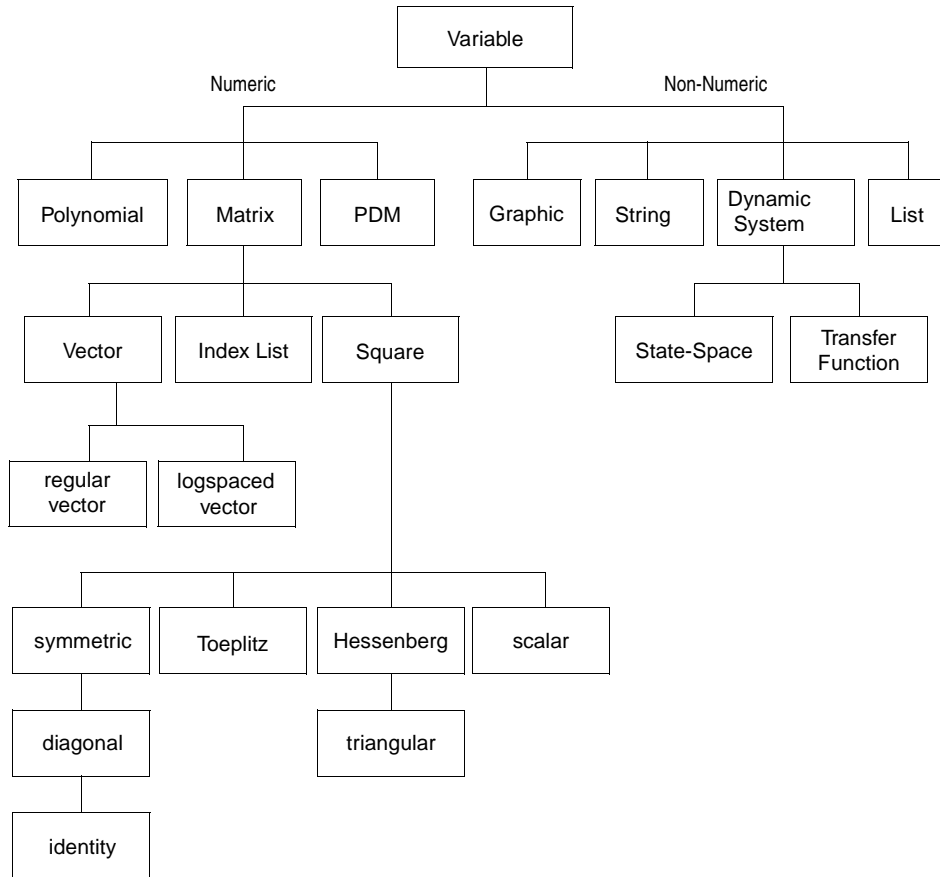 Variable
Numeric
Non-Numeric
Polynomial
Matrix
PDM
Graphic
String
Dynamic
System
List
Vector
Index List
Square
State-Space
Transfer
Function
regular
vector
logspaced
vector
symmetric
Toeplitz
Hessenberg
scalar
diagonal
triangular
identity